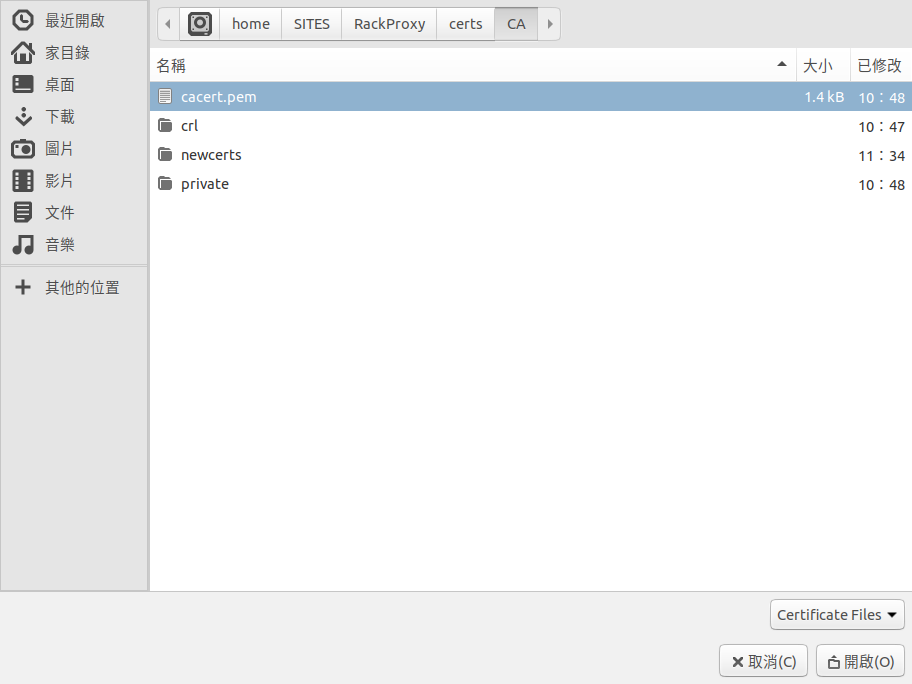 最近開啟
家目錄
桌面
下載
圖片
影片
文件
音樂
其他的位置
home SITES RackProxy certs CA
名稱 大小 已修改
cacert.pem 1.4 kB 10：48
crl 10：47
newcerts 11：34
private 10：48
Certificate Files
取消(C) 開啟(O)